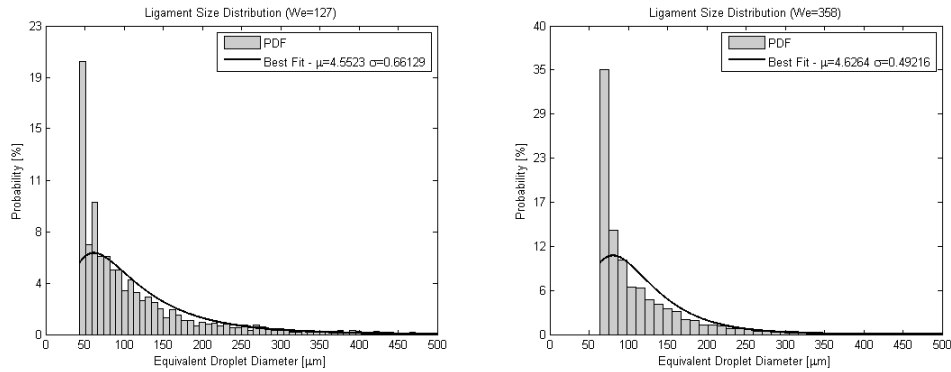 Ligament Size Distribution (We=127)
23
19
15
11
8
4
0
Probability [%]
PDF
Best Fit - μ=4.5523 σ=0.66129
0 50 100 150 200 250 300 350 400 450 500
Equivalent Droplet Diameter [μm]
Ligament Size Distribution (We=358)
40
35
29
23
17
12
6
0
Probability [%]
PDF
Best Fit - μ=4.6264 σ=0.49216
0 50 100 150 200 250 300 350 400 450 500
Equivalent Droplet Diameter [μm]